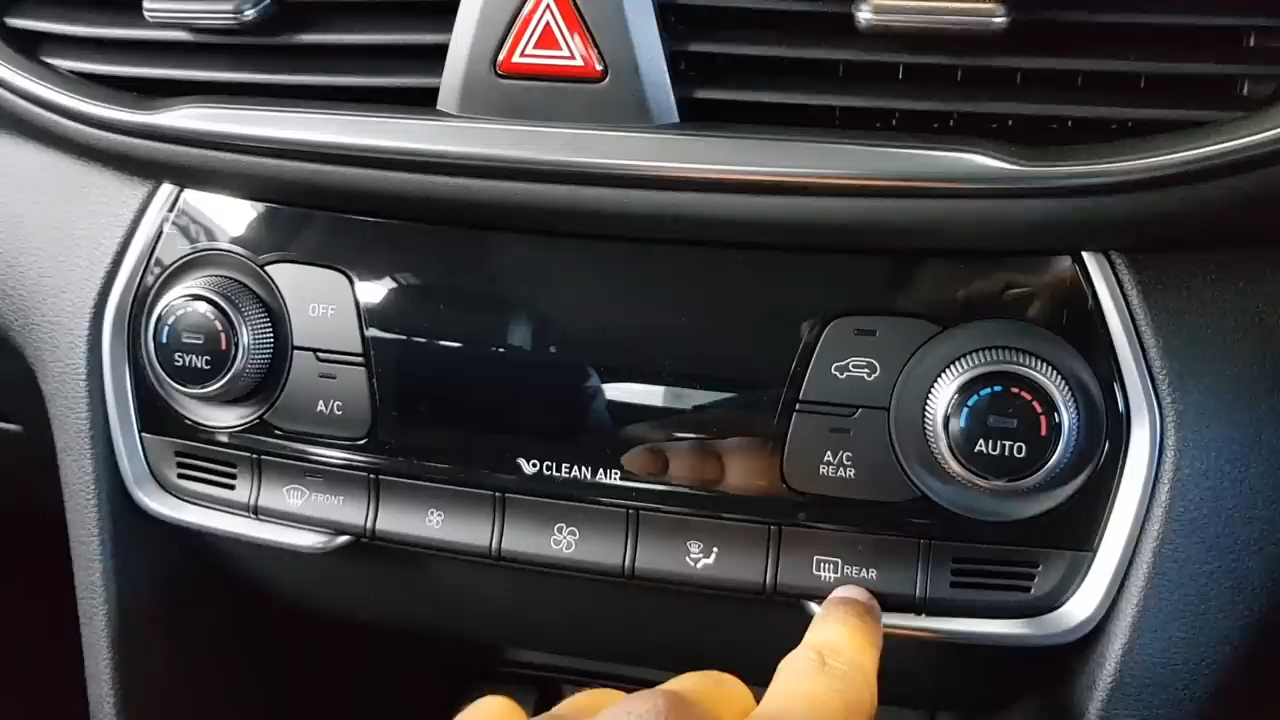 OFF
SYNC
A/C
CLEAN AIR
A/C
REAR
AUTO
FRONT
REAR